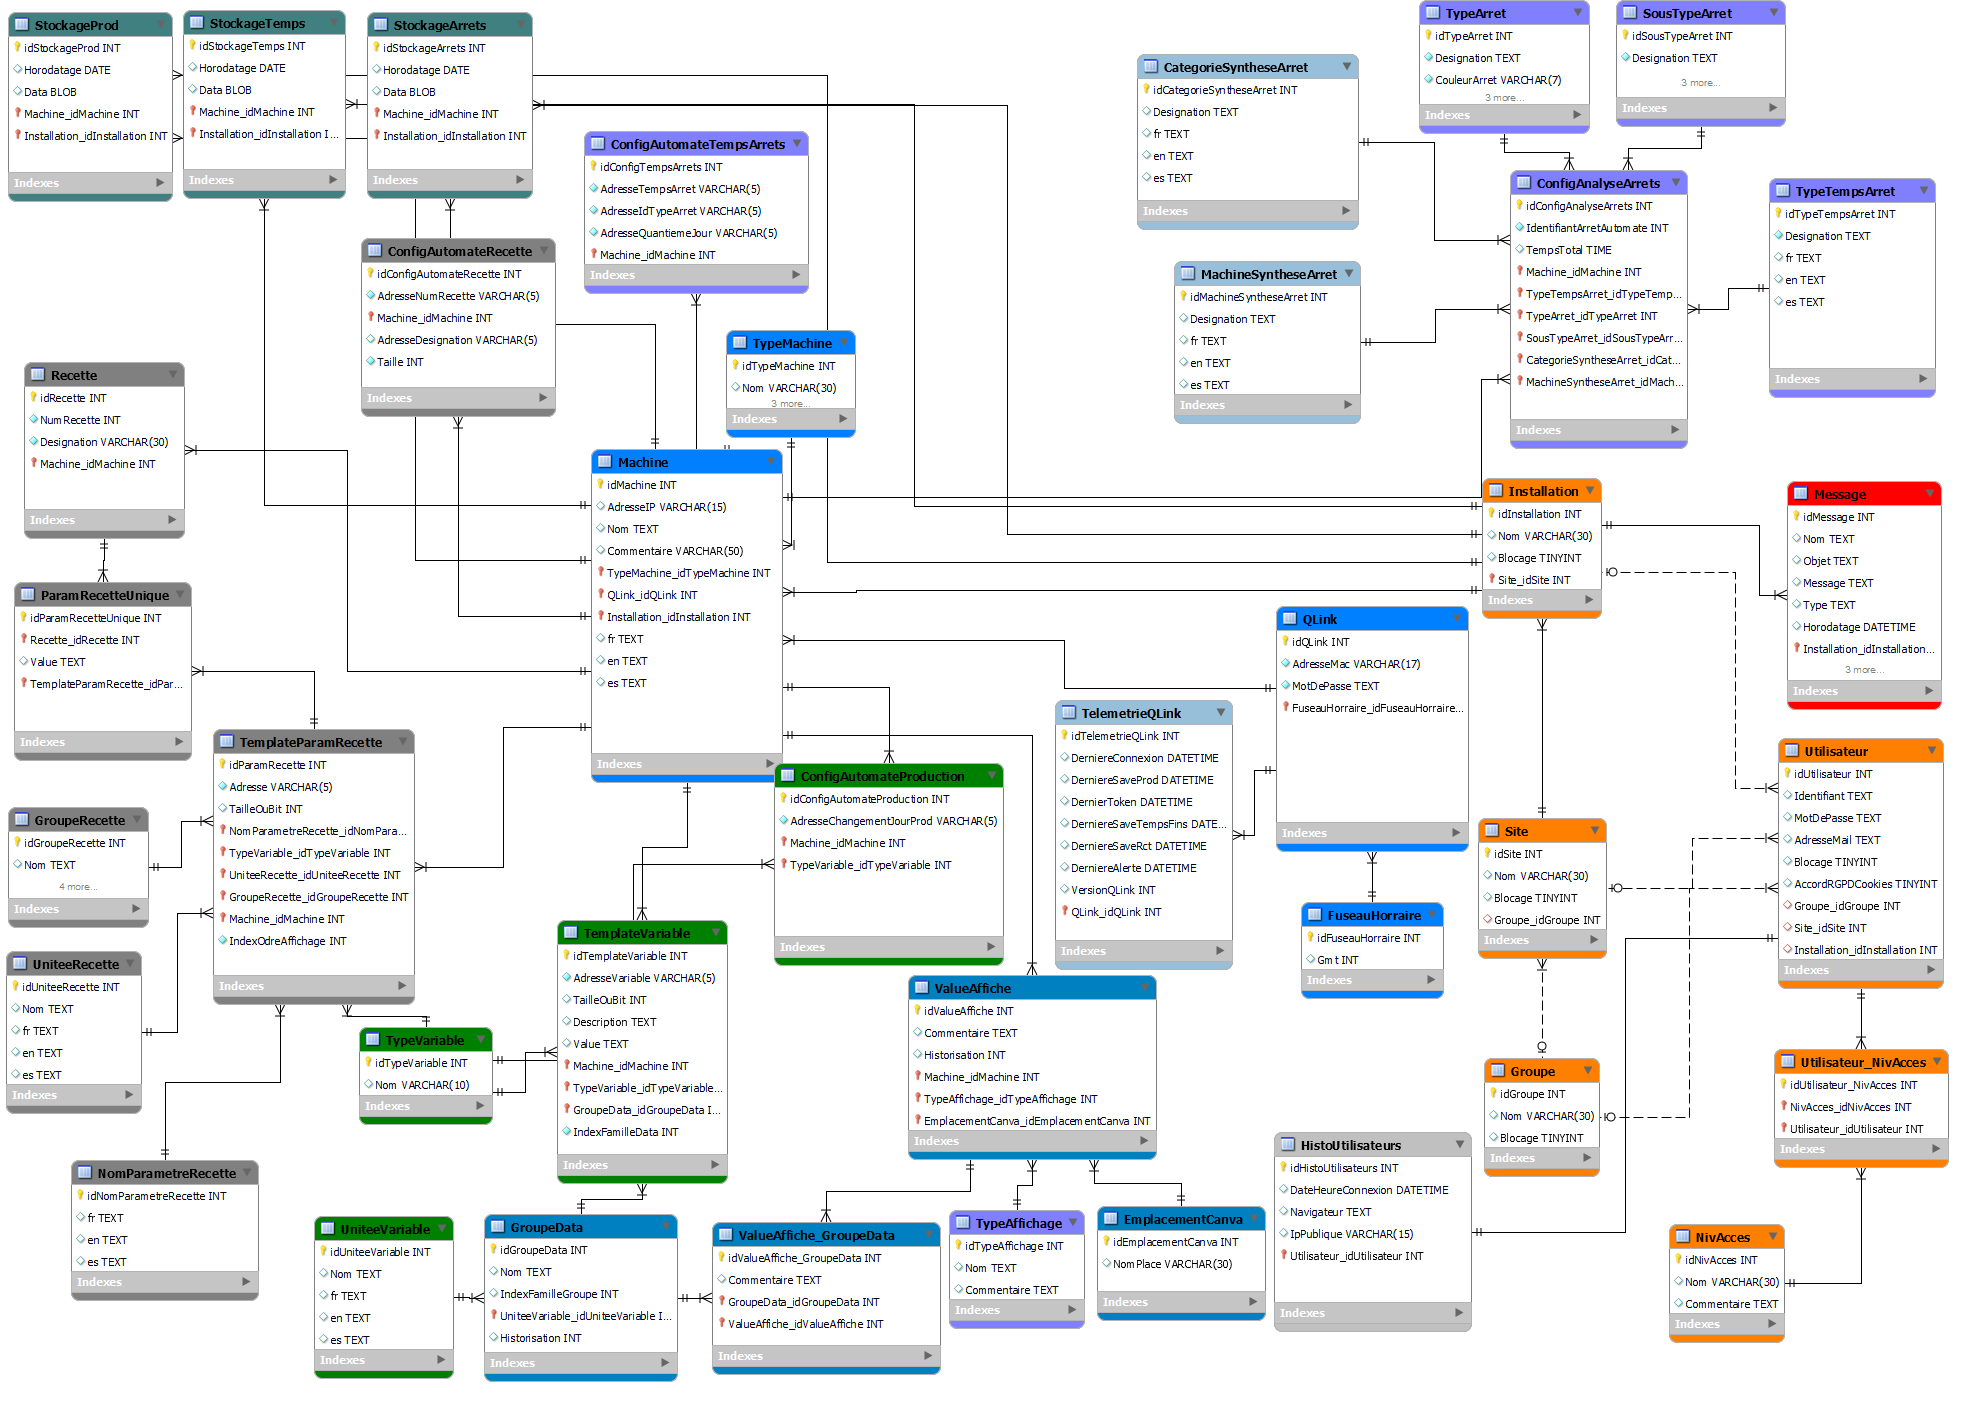 StockageProd
idStockageProd INT
Horodatage DATE
Data BLOB
Machine_idMachine INT
Installation_idInstallation INT
Indexes
StockageTemps
idStockageTemps INT
Horodatage DATE
Data BLOB
Machine_idMachine INT
Installation_idInstallation I...
Indexes
StockageArrets
idStockageArrets INT
Horodatage DATE
Data BLOB
Machine_idMachine INT
Installation_idInstallation INT
Indexes
ConfigAutomateTempsArrets
idConfigTempsArrets INT
AdresseTempsArret VARCHAR(5)
AdresseIdTypeArret VARCHAR(5)
AdresseQuantiemeJour VARCHAR(5)
Machine_idMachine INT
Indexes
CategorieSyntheseArret
idCategorieSyntheseArret INT
Designation TEXT
fr TEXT
en TEXT
es TEXT
Indexes
TypeArret
idTypeArret INT
Designation TEXT
CouleurArret VARCHAR(7)
3 more...
Indexes
SousTypeArret
idSousTypeArret INT
Designation TEXT
3 more...
Indexes
ConfigAnalyseArrets
idConfigAnalyseArrets INT
IdentifiantArretAutomate INT
TempsTotal TIME
Machine_idMachine INT
TypeTempsArret_idTypeTemp...
TypeArret_idTypeArret INT
SousTypeArret_idSousTypeArr...
CategorieSyntheseArret_idCat...
MachineSyntheseArret_idMach...
Indexes
TypeTempsArret
idTypeTempsArret INT
Designation TEXT
fr TEXT
en TEXT
es TEXT
Indexes
MachineSyntheseArret
idMachineSyntheseArret INT
Designation TEXT
fr TEXT
en TEXT
es TEXT
Indexes
ConfigAutomateRecette
idConfigAutomateRecette INT
AdresseNumRecette VARCHAR(5)
Machine_idMachine INT
AdresseDesignation VARCHAR(5)
Taille INT
Indexes
TypeMachine
idTypeMachine INT
Nom VARCHAR(30)
3 more...
Indexes
Recette
idRecette INT
NumRecette INT
Designation VARCHAR(30)
Machine_idMachine INT
Indexes
Machine
idMachine INT
AdresseIP VARCHAR(15)
Nom TEXT
Commentaire VARCHAR(50)
TypeMachine_idTypeMachine INT
QLink_idQLink INT
Installation_idInstallation INT
fr TEXT
en TEXT
es TEXT
Indexes
Installation
idInstallation INT
Nom VARCHAR(30)
Blocage TINYINT
Site_idSite INT
Indexes
Message
idMessage INT
Nom TEXT
Objet TEXT
Message TEXT
Type TEXT
Horodatage DATETIME
Installation_idInstallation...
3 more...
Indexes
ParamRecetteUnique
idParamRecetteUnique INT
Recette_idRecette INT
Value TEXT
TemplateParamRecette_idPar...
Indexes
QLink
idQLink INT
AdresseMac VARCHAR(17)
MotDePasse TEXT
FuseauHorraire_idFuseauHorraire...
Indexes
TelemetrieQLink
idTelemetrieQLink INT
DerniereConnexion DATETIME
DerniereSaveProd DATETIME
DernierToken DATETIME
DerniereSaveTempsFins DATE...
DerniereSaveRct DATETIME
DerniereAlerte DATETIME
VersionQLink INT
QLink_idQLink INT
Indexes
TemplateParamRecette
idParamRecette INT
Adresse VARCHAR(5)
TailleOuBit INT
NomParametreRecette_idNomPara...
TypeVariable_idTypeVariable INT
UniteeRecette_idUniteeRecette INT
GroupeRecette_idGroupeRecette INT
Machine_idMachine INT
IndexOdreAffichage INT
Indexes
ConfigAutomateProduction
idConfigAutomateProduction INT
AdresseChangementJourProd VARCHAR(5)
Machine_idMachine INT
TypeVariable_idTypeVariable INT
Indexes
Utilisateur
idUtilisateur INT
Identifiant TEXT
MotDePasse TEXT
AdresseMail TEXT
Blocage TINYINT
AccordRGPDCookies TINYINT
Groupe_idGroupe INT
Site_idSite INT
Installation_idInstallation INT
Indexes
GroupeRecette
idGroupeRecette INT
Nom TEXT
4 more...
Indexes
Site
idSite INT
Nom VARCHAR(30)
Blocage TINYINT
Groupe_idGroupe INT
Indexes
FuseauHorraire
idFuseauHorraire INT
Gmt INT
Indexes
TemplateVariable
idTemplateVariable INT
AdresseVariable VARCHAR(5)
TailleOuBit INT
Description TEXT
Value TEXT
Machine_idMachine INT
TypeVariable_idTypeVariable...
GroupeData_idGroupeData I...
IndexFamilleData INT
Indexes
UniteeRecette
idUniteeRecette INT
Nom TEXT
fr TEXT
en TEXT
es TEXT
Indexes
ValueAffiche
idValueAffiche INT
Commentaire TEXT
Historisation INT
Machine_idMachine INT
TypeAffichage_idTypeAffichage INT
EmplacementCanva_idEmplacementCanva INT
Indexes
TypeVariable
idTypeVariable INT
Nom VARCHAR(10)
Indexes
Groupe
idGroupe INT
Nom VARCHAR(30)
Blocage TINYINT
Indexes
Utilisateur_NivAcces
idUtilisateur_NivAcces INT
NivAcces_idNivAcces INT
Utilisateur_idUtilisateur INT
Indexes
HistoUtilisateurs
idHistoUtilisateurs INT
DateHeureConnexion DATETIME
Navigateur TEXT
IpPublique VARCHAR(15)
Utilisateur_idUtilisateur INT
Indexes
NomParametreRecette
idNomParametreRecette INT
fr TEXT
en TEXT
es TEXT
Indexes
UniteeVariable
idUniteeVariable INT
Nom TEXT
fr TEXT
en TEXT
es TEXT
Indexes
GroupeData
idGroupeData INT
Nom TEXT
IndexFamilleGroupe INT
UniteeVariable_idUniteeVariable I...
Historisation INT
Indexes
ValueAffiche_GroupeData
idValueAffiche_GroupeData INT
Commentaire TEXT
GroupeData_idGroupeData INT
ValueAffiche_idValueAffiche INT
Indexes
TypeAffichage
idTypeAffichage INT
Nom TEXT
Commentaire TEXT
Indexes
EmplacementCanva
idEmplacementCanva INT
NomPlace VARCHAR(30)
Indexes
NivAcces
idNivAcces INT
Nom VARCHAR(30)
Commentaire TEXT
Indexes